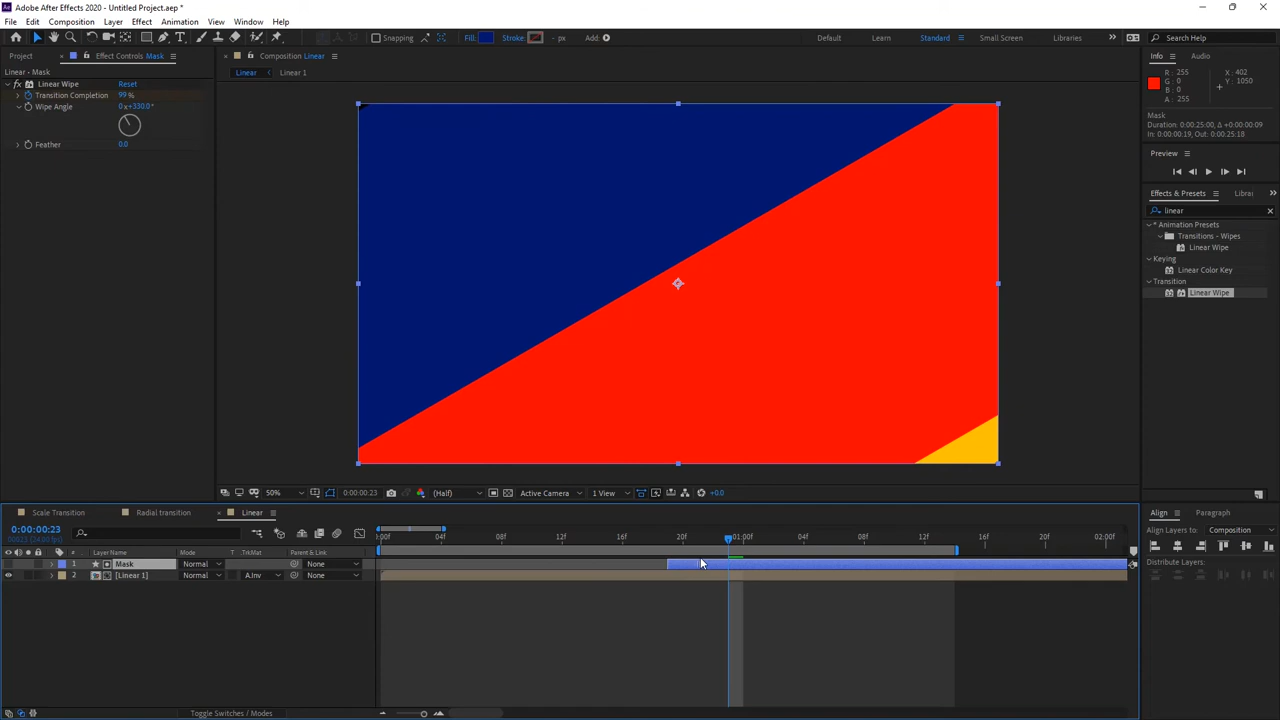 Adobe After Effects 2020 - Untitled Project.aep *
File Edit Composition Layer Effect Animation View Window Help
Snapping Fill: Stroke: - px Add: Default Learn Standard Small Screen Libraries Search Help
Project Effect Controls Mask Composition Linear Info Audio
Linear • Mask Linear Linear 1
Linear Wipe Reset
Transition Completion 99 %
Wipe Angle 0x+330.0°
Feather 0.0
R: 255 X: 402
G: 0 Y: 1050
B: 0
A: 255
Mask
Duration: 0:00:25:00, Δ +0:00:00:09
In: 0:00:00:19, Out: 0:00:25:18
Preview
Effects & Presets Librar
linear
* Animation Presets
Transitions - Wipes
Linear Wipe
Keying
Linear Color Key
Transition
Linear Wipe
50% 0:00:00:23 (Half) Active Camera 1 View +0.0
Scale Transition Radial transition Linear
Align Paragraph
0:00:00:23
:00f 04f 08f 12f 16f 20f 01:00f 04f 08f 12f 16f 20f 02:00f
Align Layers to: Composition
# Layer Name Mode T .TrkMat Parent & Link
1 Mask Normal None
2 [Linear 1] Normal A.Inv None
Distribute Layers:
Toggle Switches / Modes